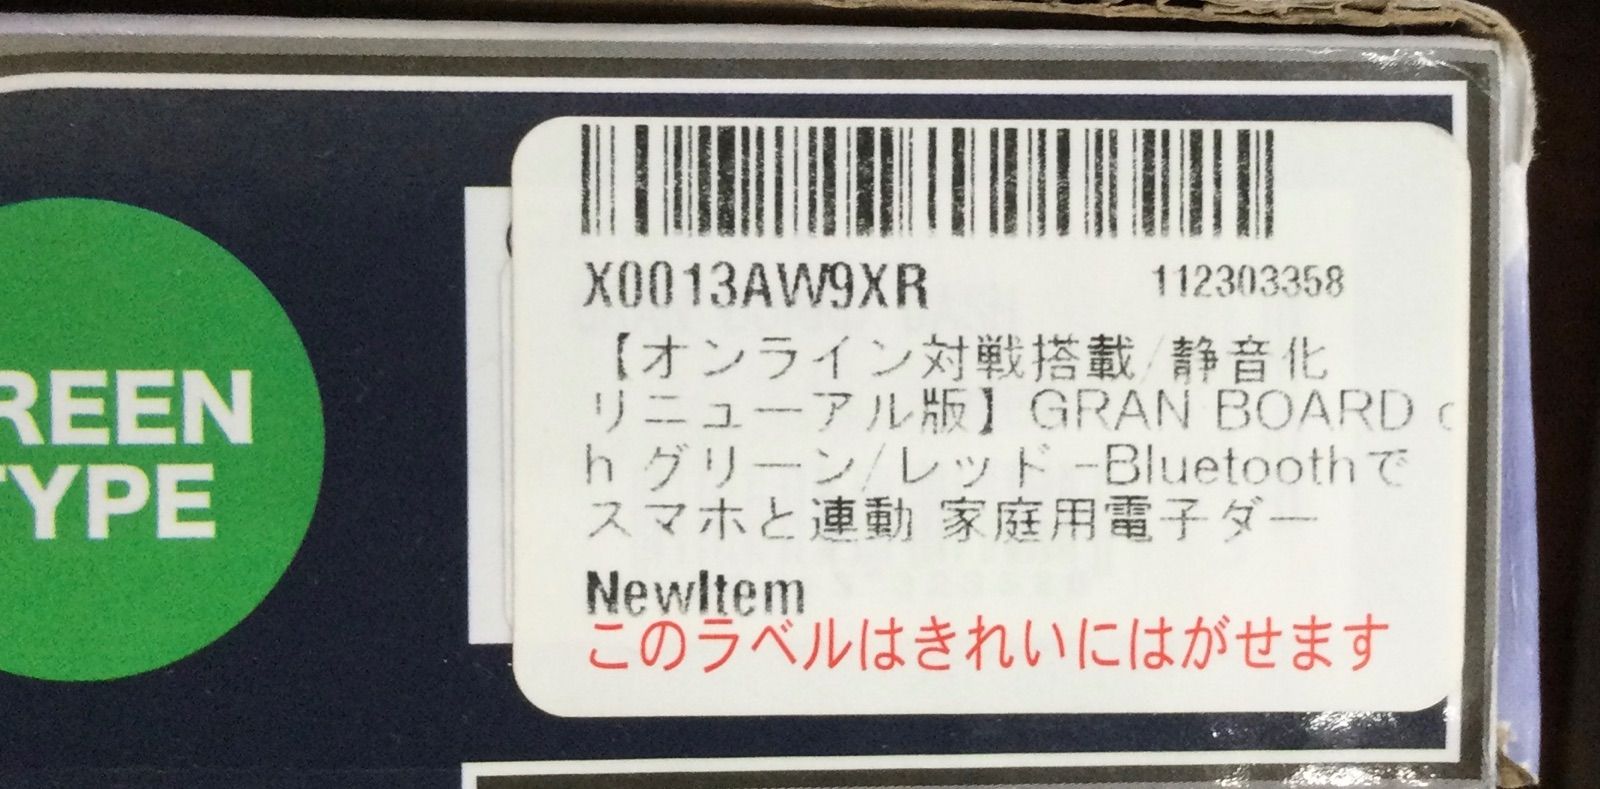 REEN
TYPE
X0013AW9XR 112303358
【オンライン対戦搭載/静音化
リニューアル版】GRAN BOARD d
h グリーン/レッド -Bluetoothで
スマホと連動 家庭用電子ダー
NewItem
このラベルはきれいにはがせます